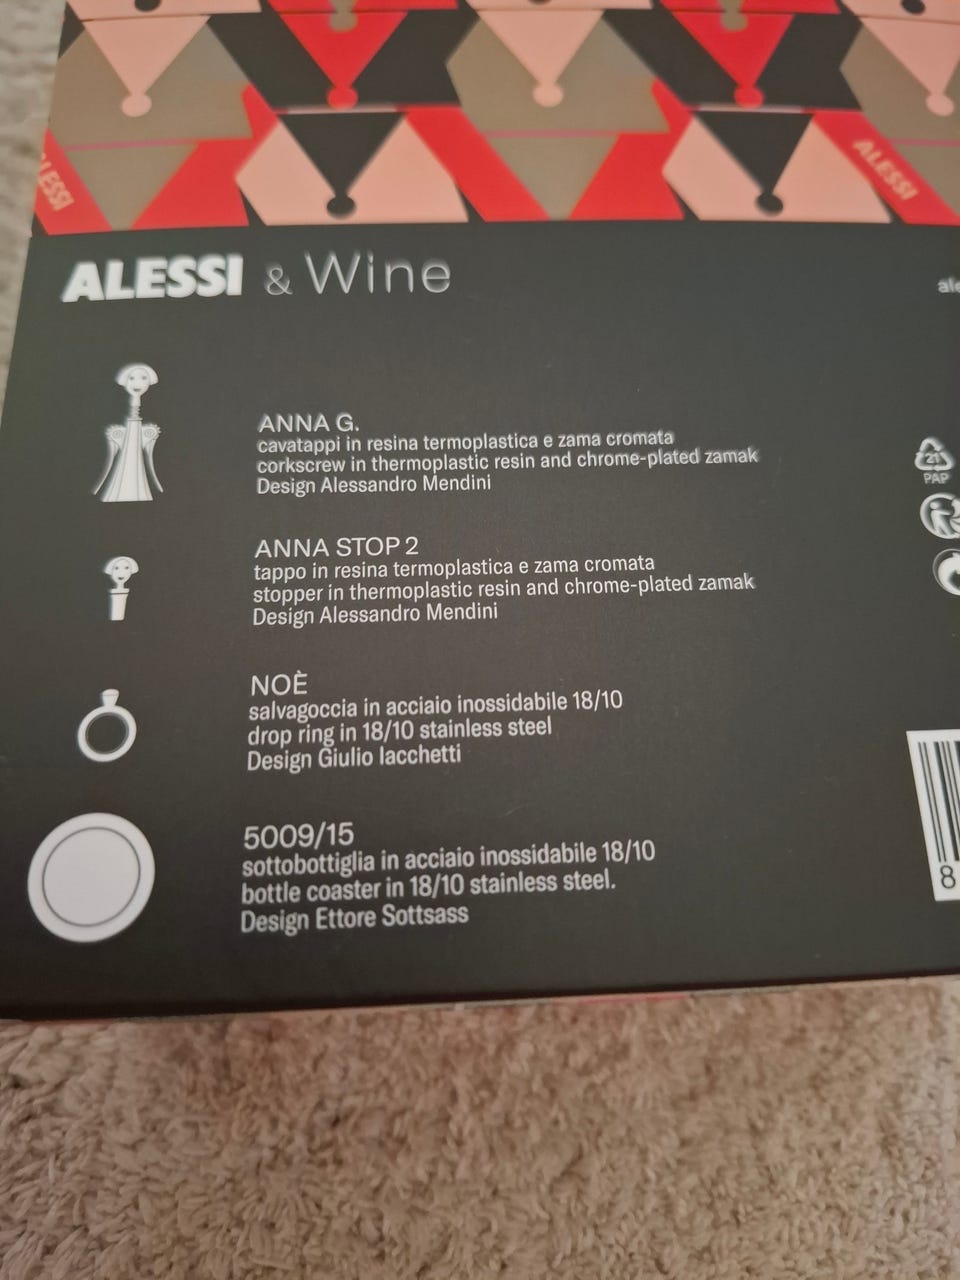 ALESSI
ALESSI
ALESSI & Wine
ANNA G.
cavatappi in resina termoplastica e zama cromata
corkscrew in thermoplastic resin and chrome-plated zamak
Design Alessandro Mendini
ANNA STOP 2
tappo in resina termoplastica e zama cromata
stopper in thermoplastic resin and chrome-plated zamak
Design Alessandro Mendini
NOÈ
salvagoccia in acciaio inossidabile 18/10
drop ring in 18/10 stainless steel
Design Giulio Iacchetti
5009/15
sottobottiglia in acciaio inossidabile 18/10
bottle coaster in 18/10 stainless steel.
Design Ettore Sottsass
21
PAP
8